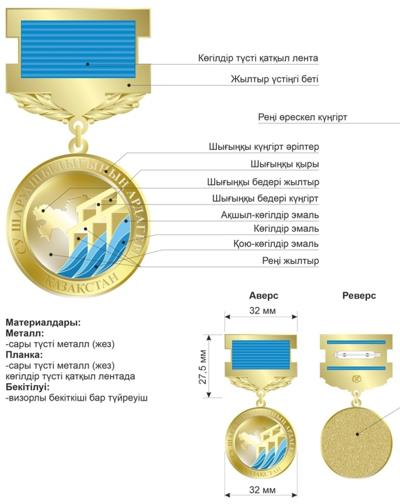 Көгілдір түсті қатқыл лента
Жылтыр үстіңгі беті
Реңі өрескел күңгірт
Шығыңқы күңгірт әріптер
Шығыңқы қыры
Шығыңқы бедері жылтыр
Шығыңқы бедері күңгірт
Ақшыл-көгілдір эмаль
Көгілдір эмаль
Қою-көгілдір эмаль
Реңі жылтыр
ҚАЗАҚСТАН
Материалдары:
Металл:
-сары түсті металл (жез)
Планка:
-сары түсті металл (жез)
көгілдір түсті қатқыл лентада
Бекітілуі:
-визорлы бекіткіші бар түйреуіш
Аверс
Реверс
32 мм
27,5 мм
32 мм